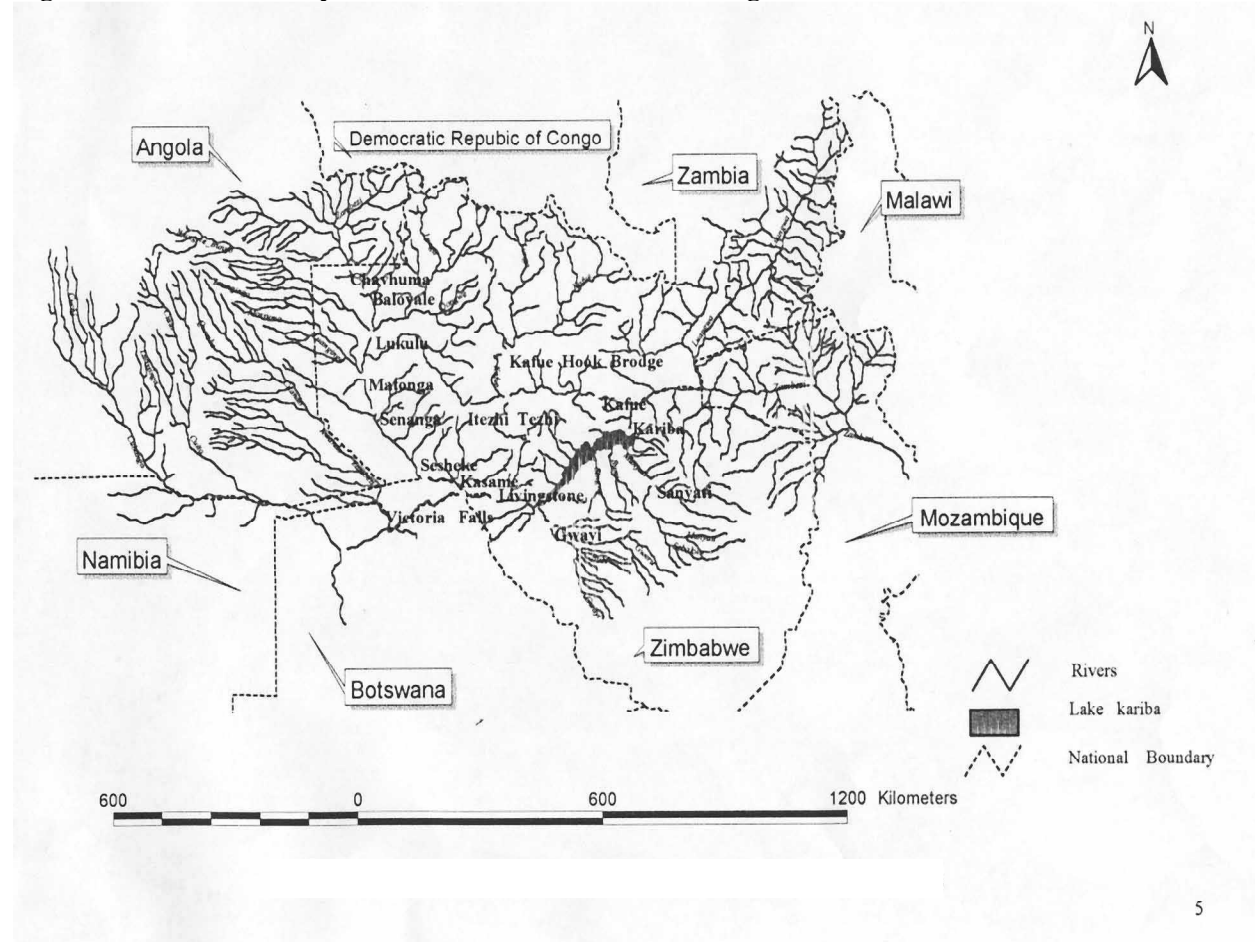 N
Democratic Repubic of Congo
Angola
Zambia
Malawi
Chavhuma
Baloyale
Lukulu
Kafue Hook Brodge
Matonga
Kafue
Senanga
Itezhi Tezhi
Kariba
Sesheke
Kasame
Livingstone
Sanyati
Victoria Falls
Gwayi
Mozambique
Namibia
Zimbabwe
Botswana
Rivers
Lake kariba
National Boundary
600 0 600 1200 Kilometers
5